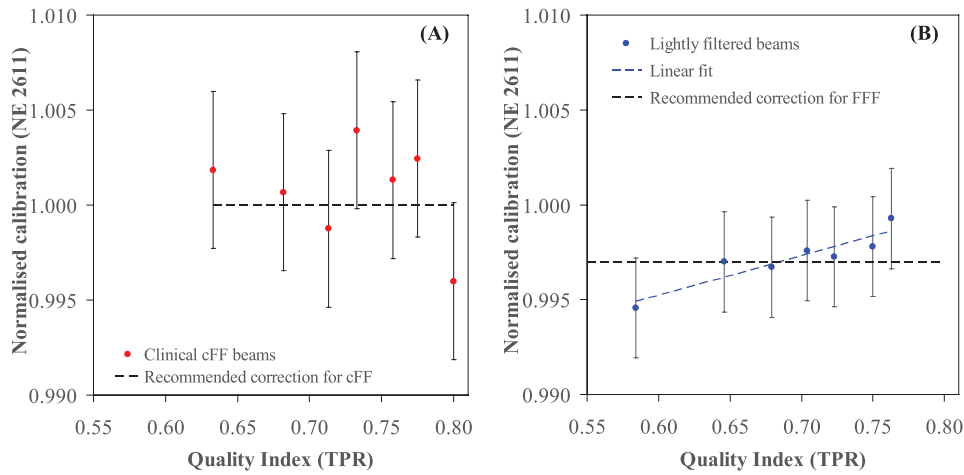 (A)
Normalised calibration (NE 2611)
1.010
1.005
1.000
0.995
0.990
Clinical cFF beams
Recommended correction for cFF
0.55 0.60 0.65 0.70 0.75 0.80
Quality Index (TPR)
(B)
Normalised calibration (NE 2611)
1.010
1.005
1.000
0.995
0.990
Lightly filtered beams
Linear fit
Recommended correction for FFF
0.55 0.60 0.65 0.70 0.75 0.80
Quality Index (TPR)